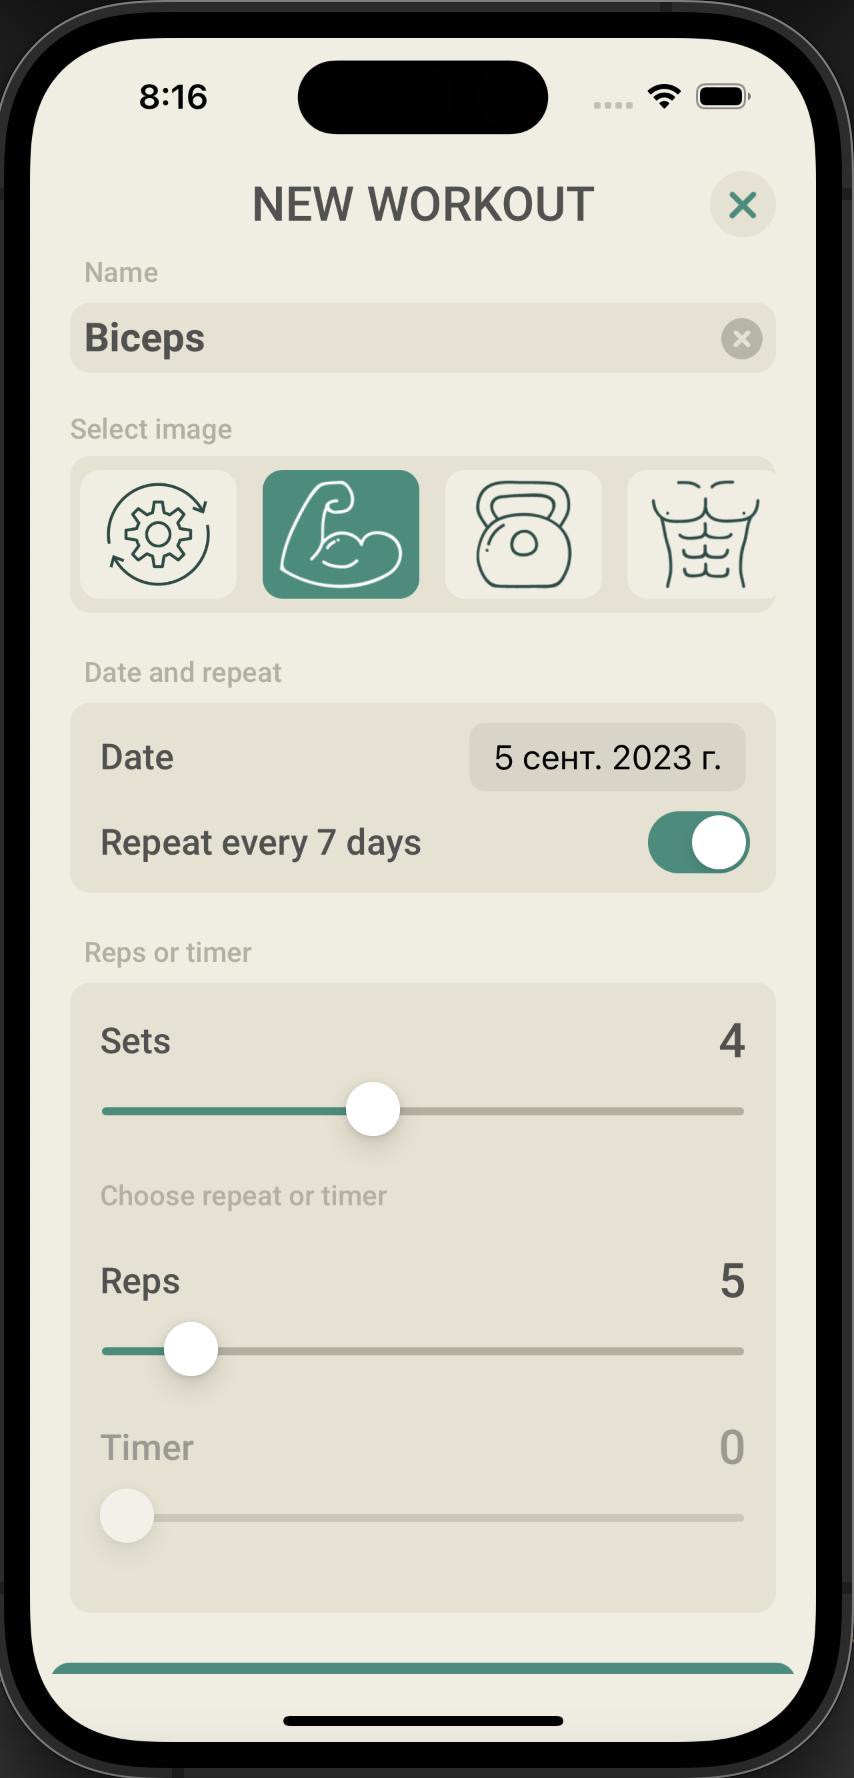 8:16
NEW WORKOUT
Name
Biceps
Select image
Date and repeat
Date 5 сент. 2023 г.
Repeat every 7 days
Reps or timer
Sets 4
Choose repeat or timer
Reps 5
Timer 0